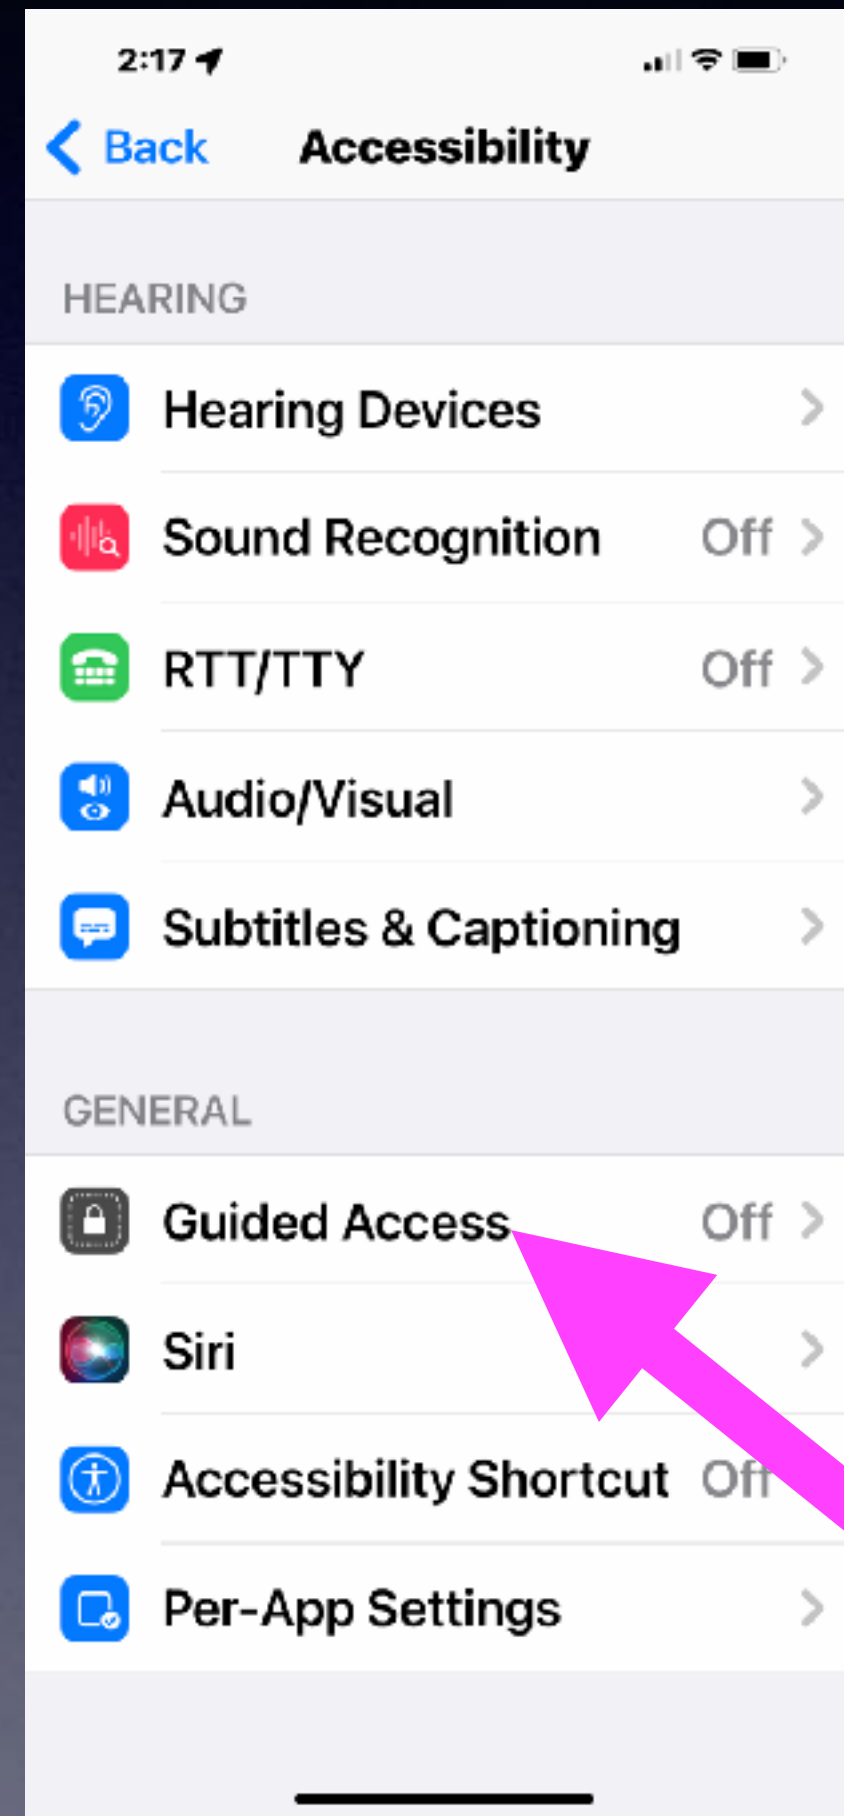 2:17
Back Accessibility
HEARING
Hearing Devices
Sound Recognition Off
RTT/TTY Off
Audio/Visual
Subtitles & Captioning
GENERAL
Guided Access Off
Siri
Accessibility Shortcut Off
Per-App Settings